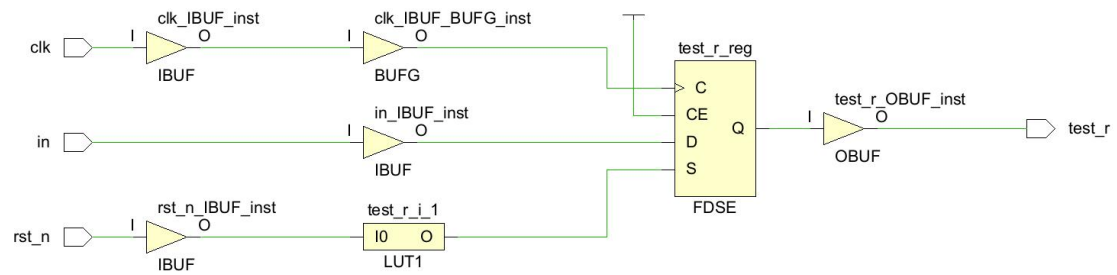 clk_IBUF_inst
clk_IBUF_BUFG_inst
clk
I
O
I
O
IBUF
BUFG
test_r_reg
C
CE
D
S
Q
FDSE
in_IBUF_inst
in
I
O
IBUF
test_r_OBUF_inst
I
O
OBUF
test_r
rst_n_IBUF_inst
rst_n
I
O
IBUF
test_r_i_1
I0
O
LUT1